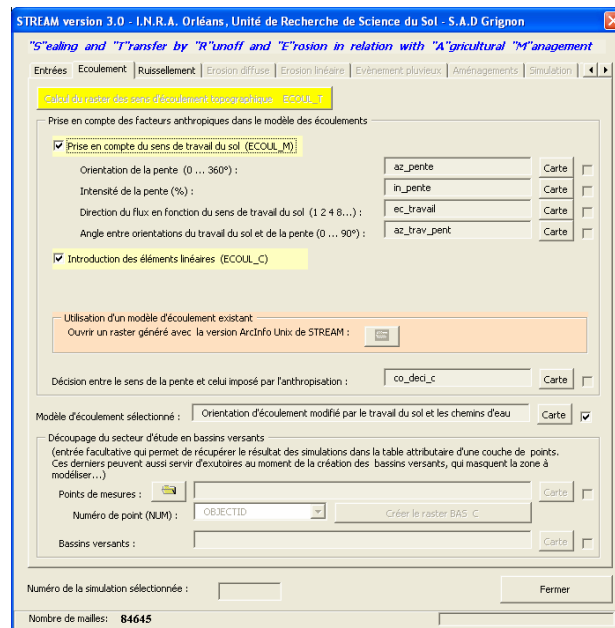 STREAM version 3.0 - I.N.R.A. Orléans, Unité de Recherche de Science du Sol - S.A.D Grignon
"S"ealing and "T"ransfer by "R"unoff and "E"rosion in relation with "A"gricultural "M"anagement
Entrées Ecoulement Ruissellement Erosion diffuse Erosion linéaire Evènement pluvieux Aménagements Simulation
Calcul du raster des sens d'écoulement topographique ECOUL_T
Prise en compte des facteurs anthropiques dans le modèle des écoulements
Prise en compte du sens de travail du sol (ECOUL_M)
Orientation de la pente (0 ... 360°) : az_pente Carte
Intensité de la pente (%) : in_pente Carte
Direction du flux en fonction du sens de travail du sol (1 2 4 8...) : ec_travail Carte
Angle entre orientations du travail du sol et de la pente (0 ... 90°) : az_trav_pent Carte
Introduction des éléments linéaires (ECOUL_C)
Utilisation d'un modèle d'écoulement existant
Ouvrir un raster généré avec la version ArcInfo Unix de STREAM :
Décision entre le sens de la pente et celui imposé par l'anthropisation : co_deci_c Carte
Modèle d'écoulement sélectionné : Orientation d'écoulement modifié par le travail du sol et les chemins d'eau Carte
Découpage du secteur d'étude en bassins versants
(entrée facultative qui permet de récupérer le résultat des simulations dans la table attributaire d'une couche de points.
Ces derniers peuvent aussi servir d'exutoires au moment de la création des bassins versants, qui masquent la zone à
modéliser...)
Points de mesures : Carte
Numéro de point (NUM) : OBJECTID Créer le raster BAS_C
Bassins versants : Carte
Numéro de la simulation sélectionnée : Fermer
Nombre de mailles: 84645